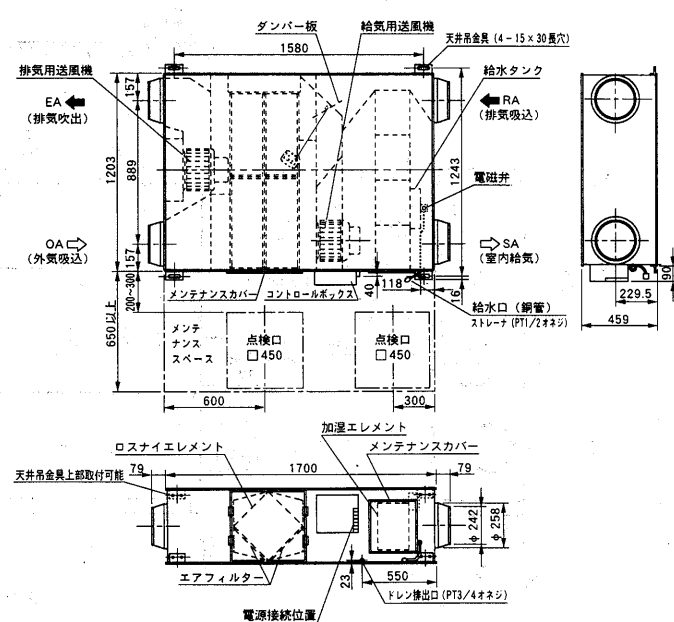 ダンパー板
給気用送風機
1580
天井吊金具(4-15×30長穴)
排気用送風機
給水タンク
EA
(排気吹出)
RA
(排気吸込)
157
1203
889
1243
電磁弁
OA
(外気吸込)
SA
(室内給気)
157
メンテナンスカバー
コントロールボックス
40
118
16
給水口(銅管)
ストレーナ(PT1/2オネジ)
90
229.5
459
200~300
650以上
メンテ
ナンス
スペース
点検口
□450
点検口
□450
600
300
加湿エレメント
ロスナイエレメント
メンテナンスカバー
天井吊金具上部取付可能
79
1700
79
φ242
φ258
エアフィルター
23
550
ドレン排出口(PT3/4オネジ)
電源接続位置